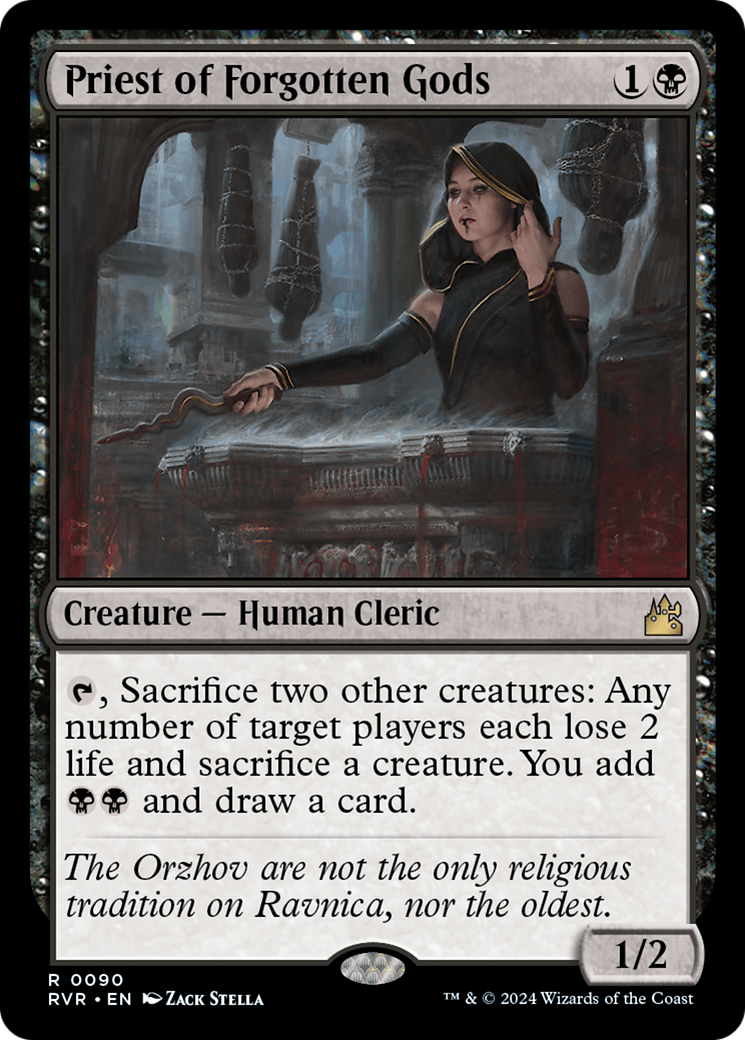 Priest of Forgotten Gods 1
Creature — Human Cleric
, Sacrifice two other creatures: Any
number of target players each lose 2
life and sacrifice a creature. You add
and draw a card.
The Orzhov are not the only religious
tradition on Ravnica, nor the oldest.
1/2
R 0090
RVR • EN Zack Stella
™ & © 2024 Wizards of the Coast